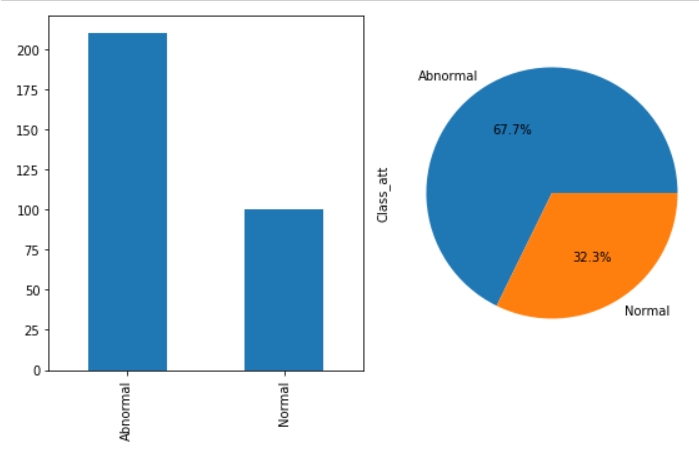 200
175
150
125
100
75
50
25
0
Abnormal
Normal
Class_att
Abnormal
67.7%
32.3%
Normal